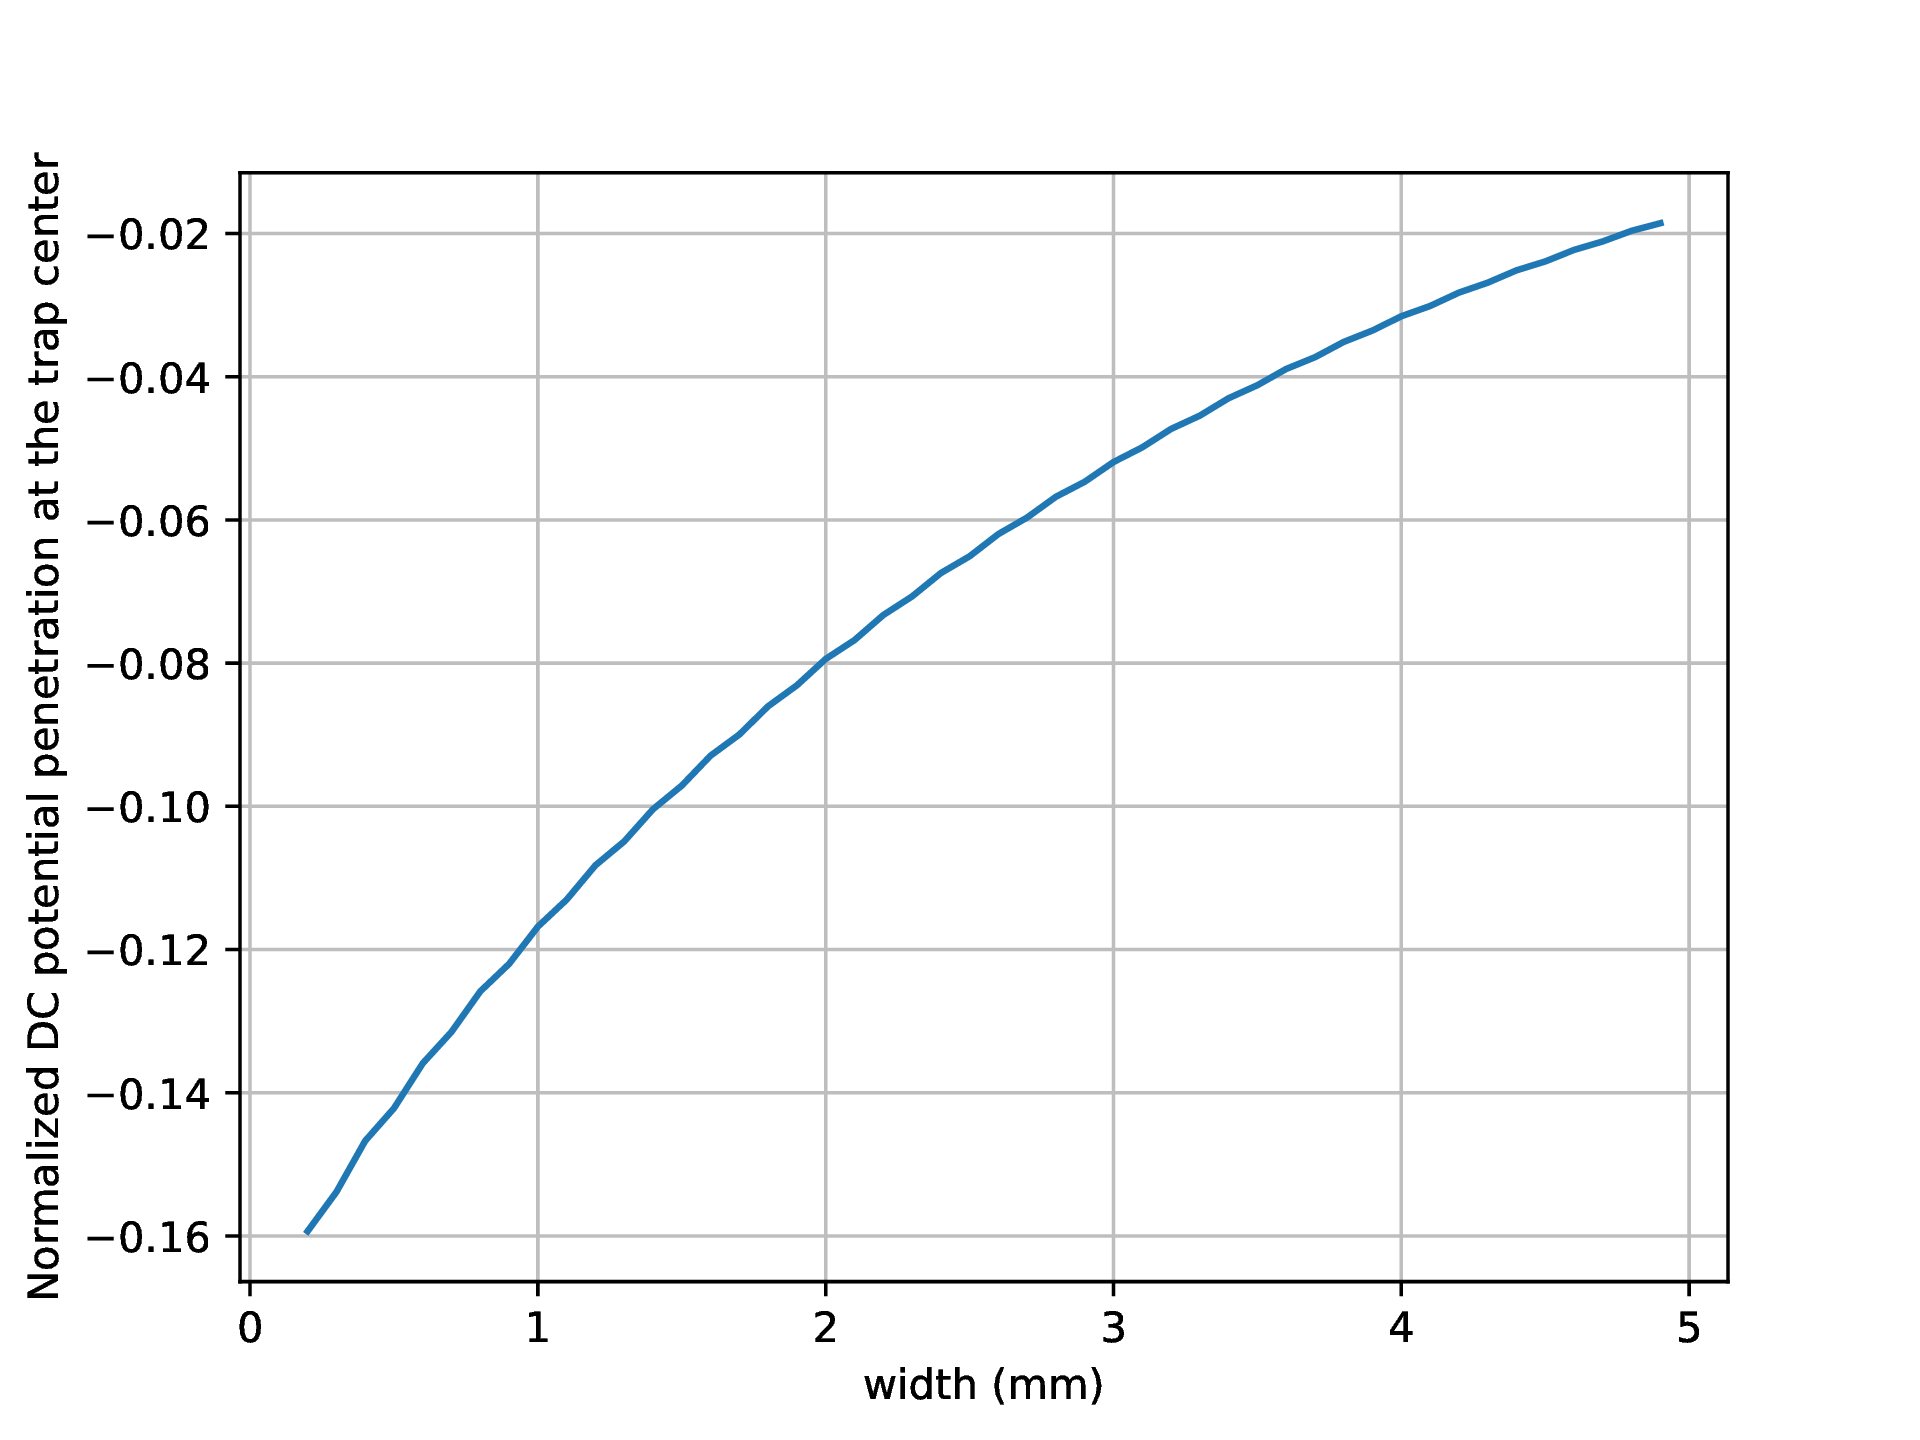 Normalized DC potential penetration at the trap center
−0.02
−0.04
−0.06
−0.08
−0.10
−0.12
−0.14
−0.16
0 1 2 3 4 5
width (mm)